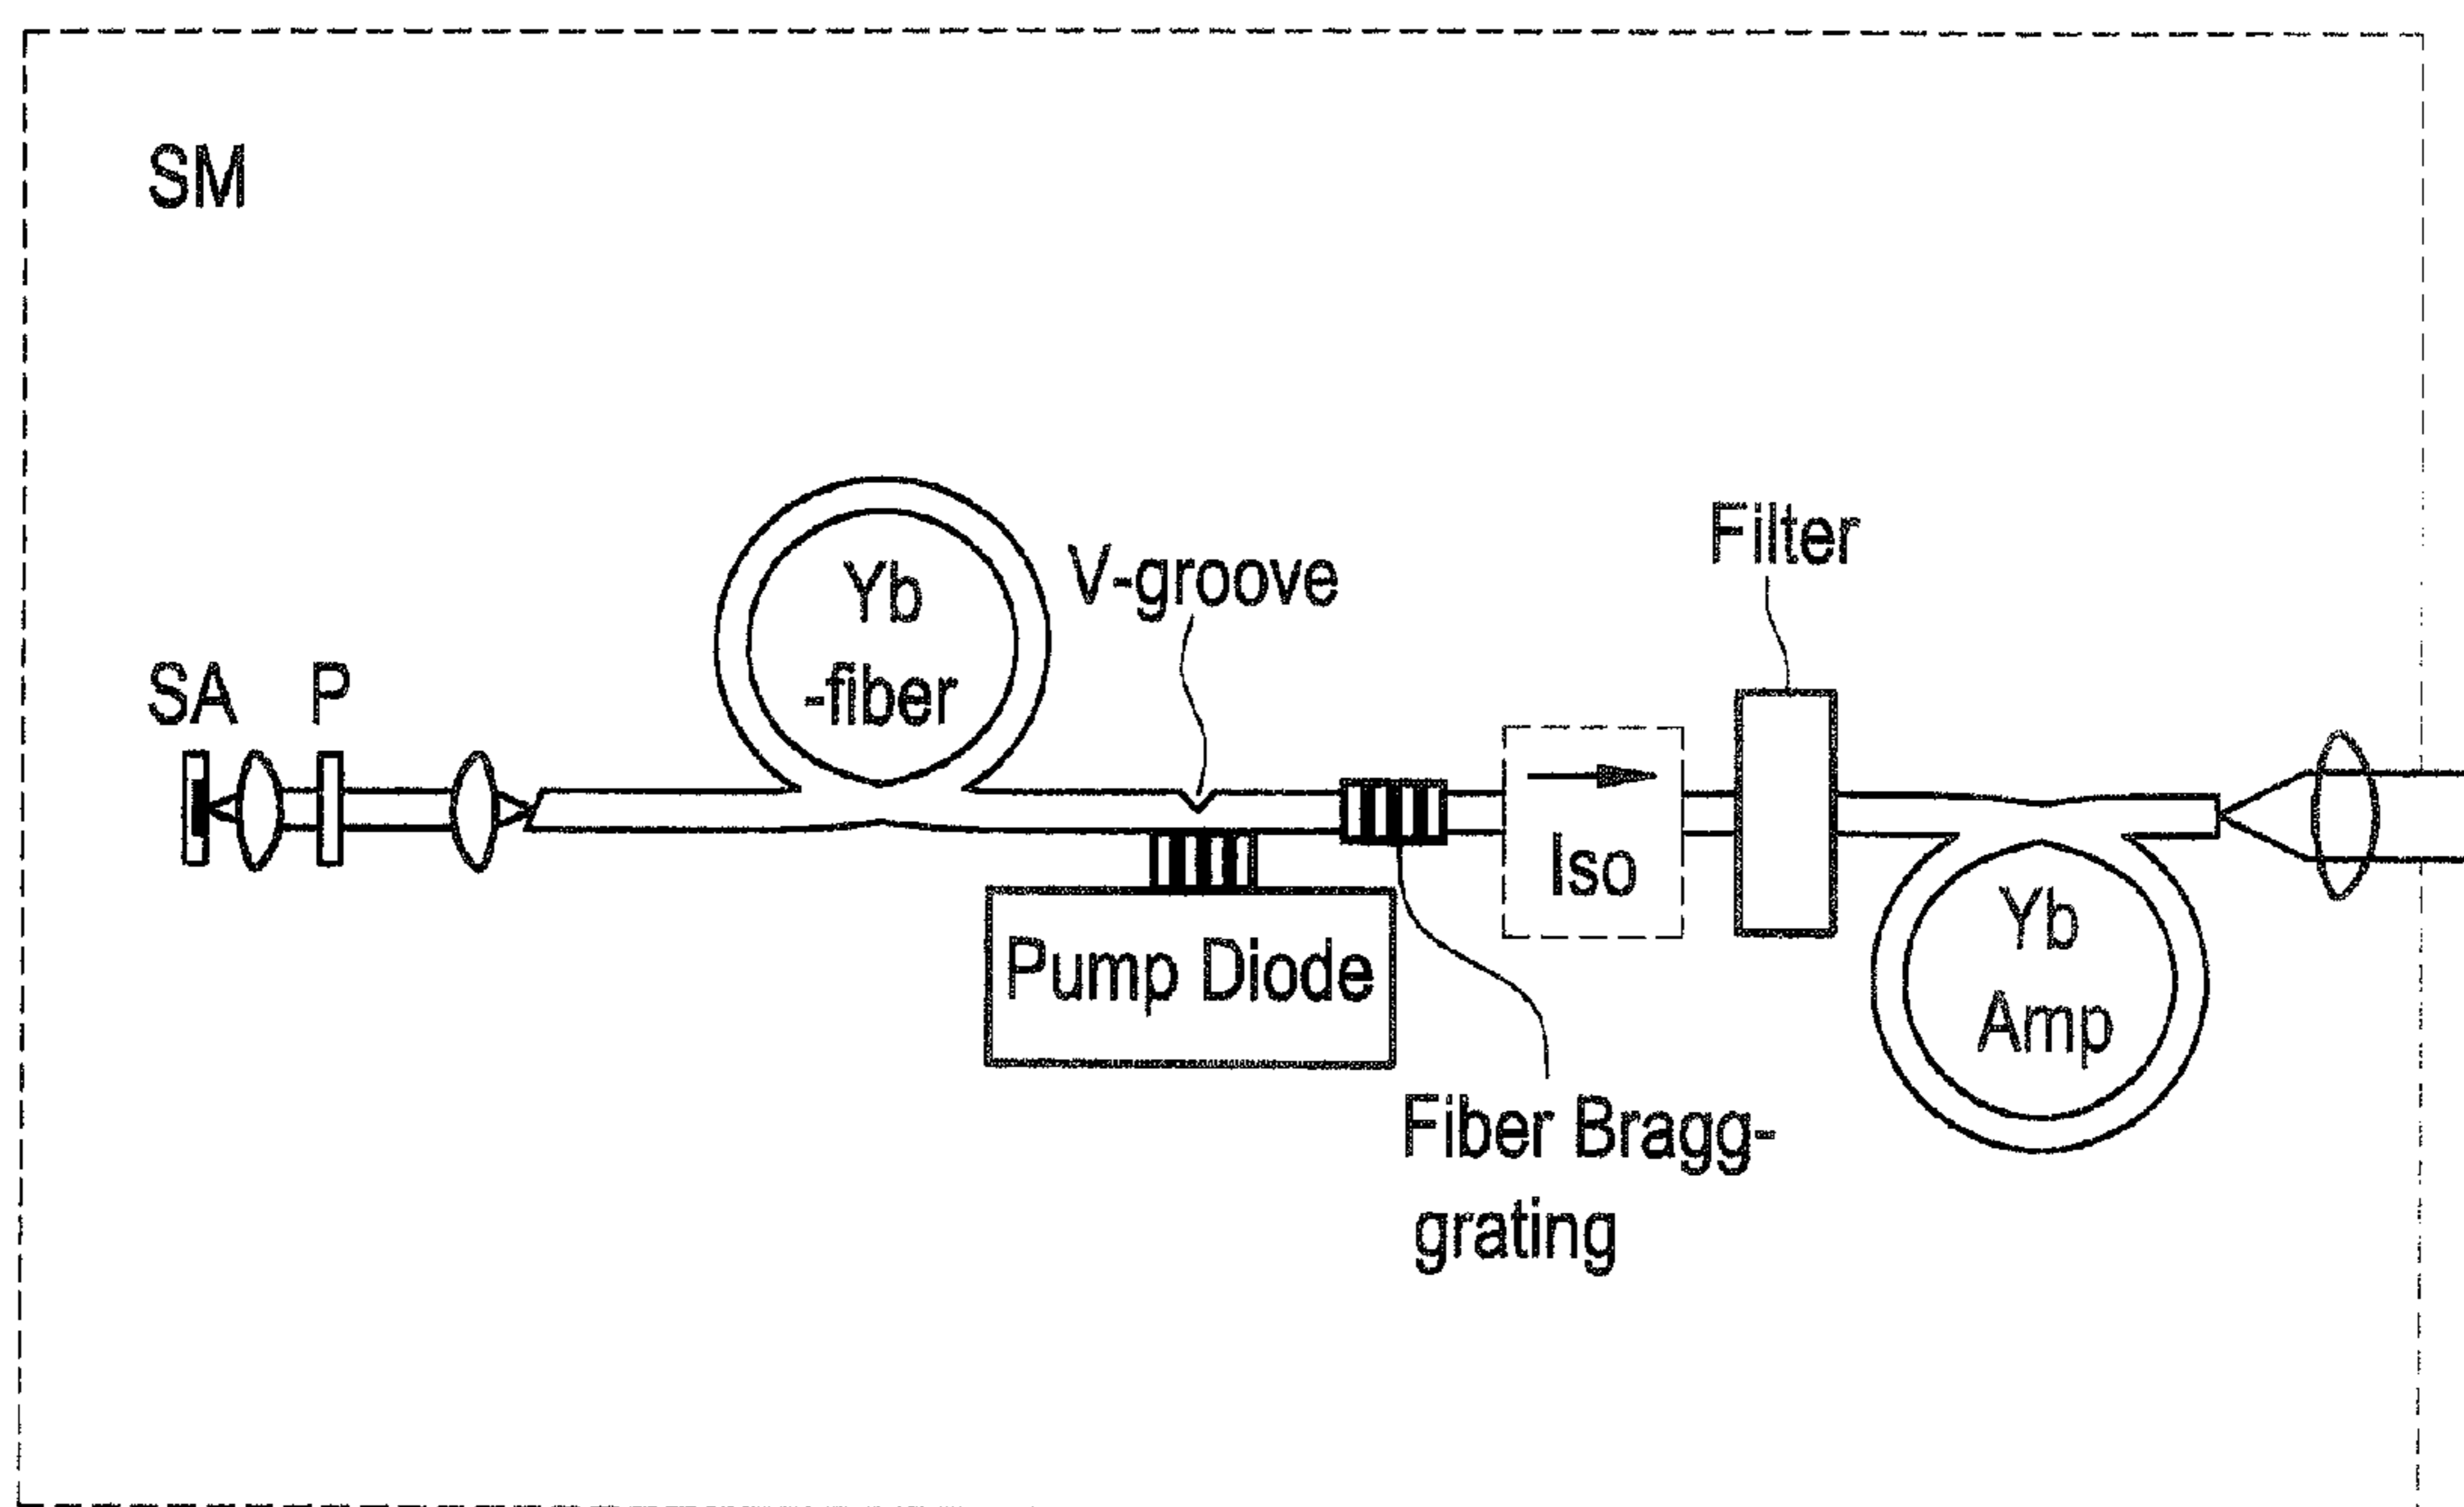 SM
Yb
-fiber
V-groove
Filter
SA
P
Iso
Pump Diode
Yb
Amp
Fiber Bragg-
grating